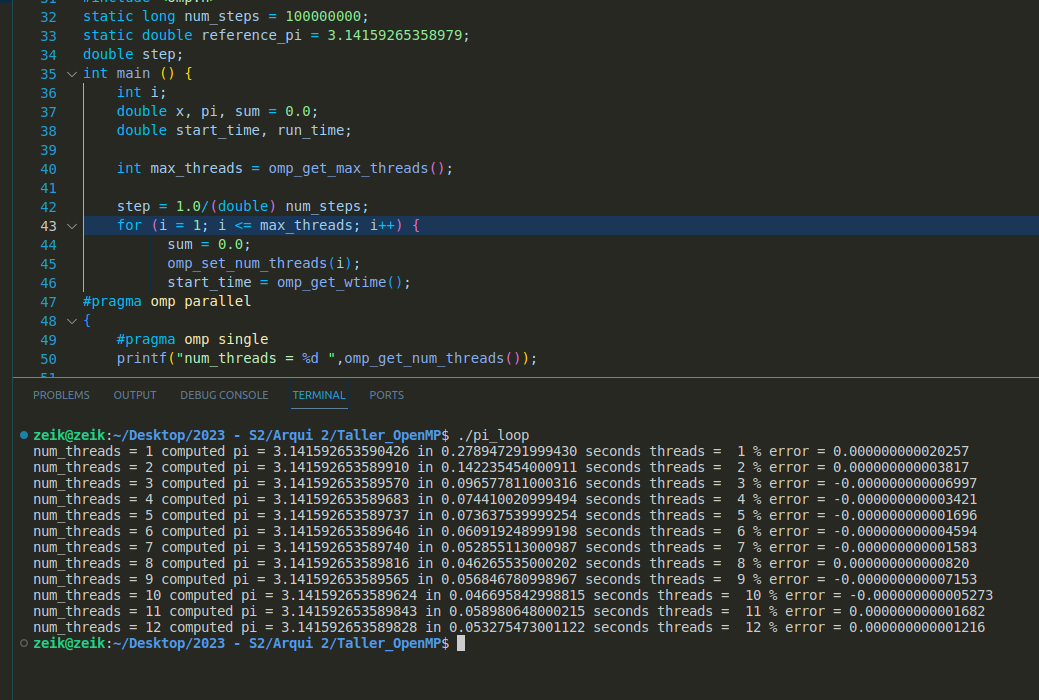 31 #include <omp.h>
32 static long num_steps = 100000000;
33 static double reference_pi = 3.14159265358979;
34 double step;
35 int main () {
36 int i;
37 double x, pi, sum = 0.0;
38 double start_time, run_time;
39
40 int max_threads = omp_get_max_threads();
41
42 step = 1.0/(double) num_steps;
43 for (i = 1; i <= max_threads; i++) {
44 sum = 0.0;
45 omp_set_num_threads(i);
46 start_time = omp_get_wtime();
47 #pragma omp parallel
48 {
49 #pragma omp single
50 printf("num_threads = %d ",omp_get_num_threads());
51
PROBLEMS OUTPUT DEBUG CONSOLE TERMINAL PORTS
zeik@zeik:~/Desktop/2023 - S2/Arqui 2/Taller_OpenMP$ ./pi_loop
num_threads = 1 computed pi = 3.141592653590426 in 0.278947291999430 seconds threads =  1 % error = 0.000000000020257
num_threads = 2 computed pi = 3.141592653589910 in 0.142235454000911 seconds threads =  2 % error = 0.000000000003817
num_threads = 3 computed pi = 3.141592653589570 in 0.096577811000316 seconds threads =  3 % error = -0.000000000006997
num_threads = 4 computed pi = 3.141592653589683 in 0.074410020999494 seconds threads =  4 % error = -0.000000000003421
num_threads = 5 computed pi = 3.141592653589737 in 0.073637539999254 seconds threads =  5 % error = -0.000000000001696
num_threads = 6 computed pi = 3.141592653589646 in 0.060919248999198 seconds threads =  6 % error = -0.000000000004594
num_threads = 7 computed pi = 3.141592653589740 in 0.052855113000987 seconds threads =  7 % error = -0.000000000001583
num_threads = 8 computed pi = 3.141592653589816 in 0.046265535000202 seconds threads =  8 % error = 0.000000000000820
num_threads = 9 computed pi = 3.141592653589565 in 0.056846780998967 seconds threads =  9 % error = -0.000000000007153
num_threads = 10 computed pi = 3.141592653589624 in 0.046695842998815 seconds threads =  10 % error = -0.000000000005273
num_threads = 11 computed pi = 3.141592653589843 in 0.058980648000215 seconds threads =  11 % error = 0.000000000001682
num_threads = 12 computed pi = 3.141592653589828 in 0.053275473001122 seconds threads =  12 % error = 0.000000000001216
zeik@zeik:~/Desktop/2023 - S2/Arqui 2/Taller_OpenMP$